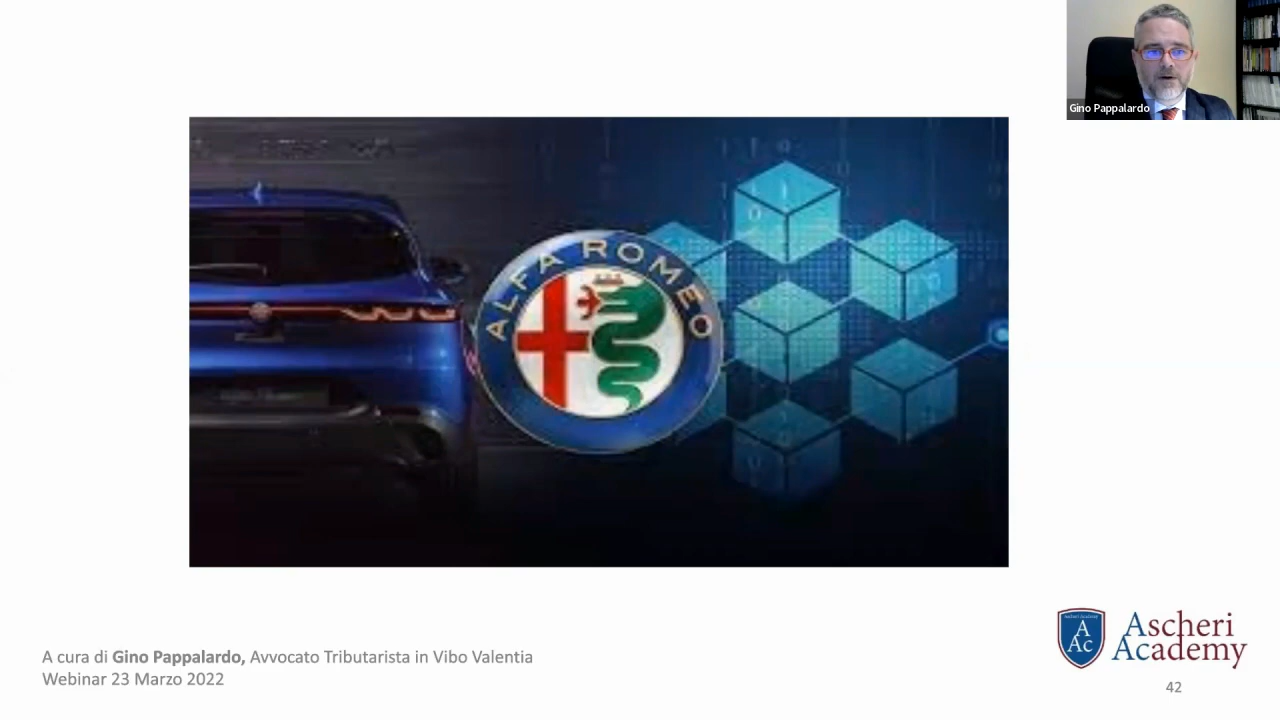 Gino Pappalardo
ALFA ROMEO
A cura di Gino Pappalardo, Avvocato Tributarista in Vibo Valentia
Webinar 23 Marzo 2022
A
Ac
Ascheri
Academy
42